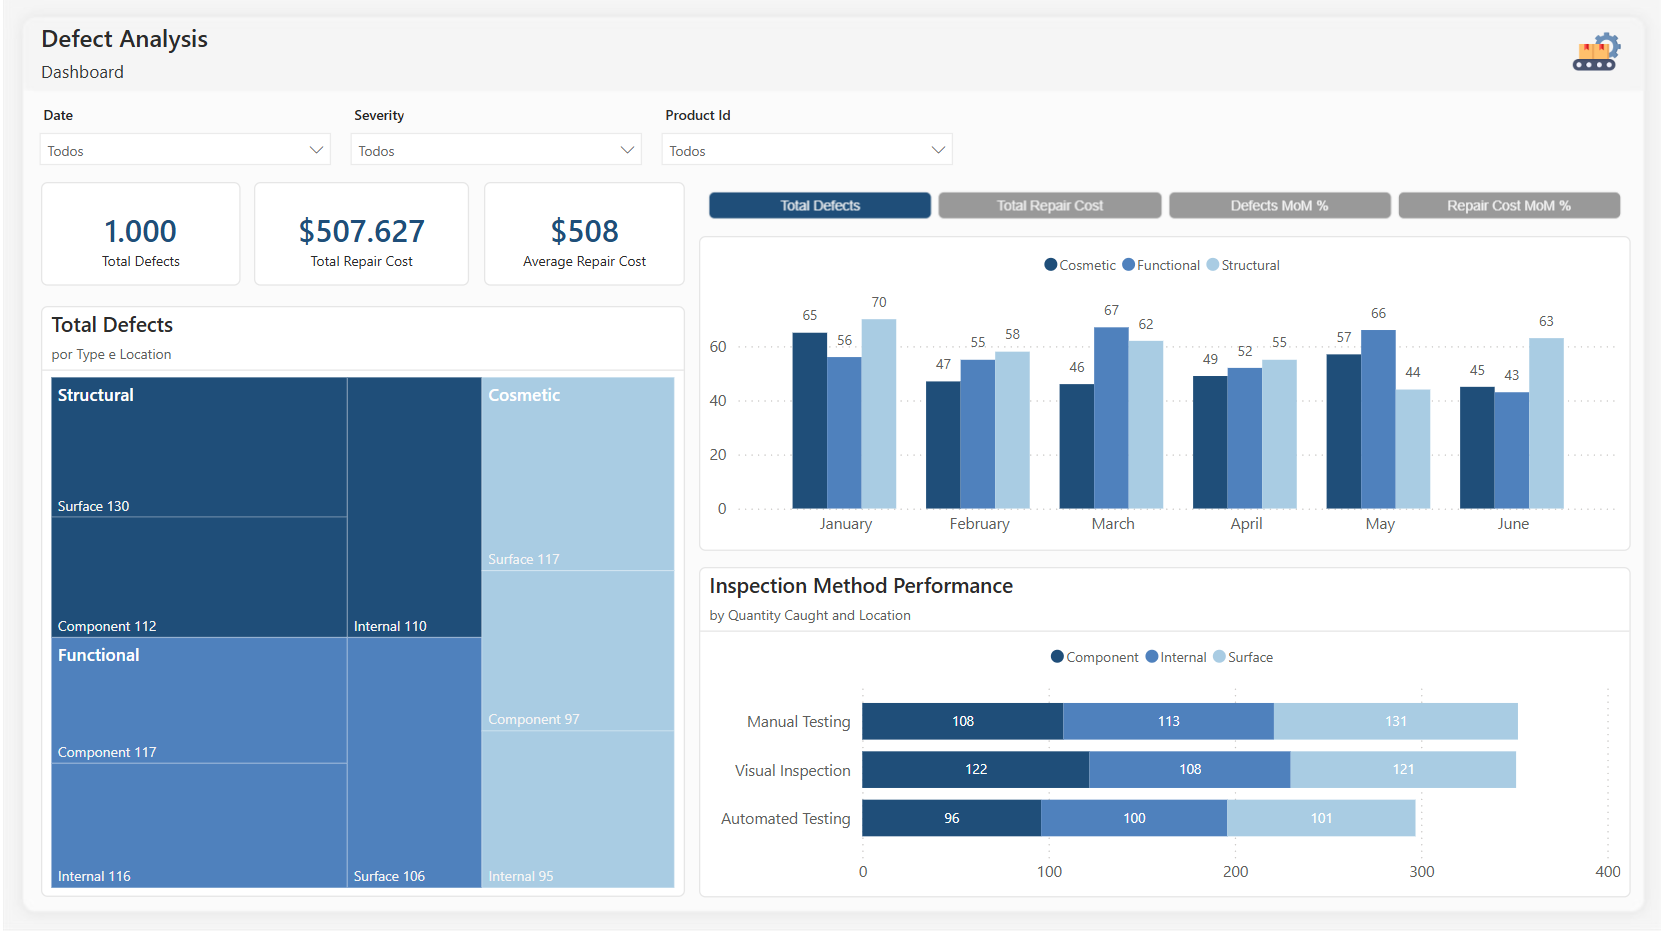 Defect Analysis
Dashboard
Date
Severity
Product Id
Todos
Todos
Todos
1.000
Total Defects
$507.627
Total Repair Cost
$508
Average Repair Cost
Total Defects
Total Repair Cost
Defects MoM %
Repair Cost MoM %
Total Defects
por Type e Location
Structural
Surface 130
Component 112
Internal 110
Functional
Component 117
Internal 116
Surface 106
Cosmetic
Surface 117
Component 97
Internal 95
Cosmetic Functional Structural
60
40
20
0
65 56 70
47 55 58
46 67 62
49 52 55
57 66 44
45 43 63
January February March April May June
Inspection Method Performance
by Quantity Caught and Location
Component Internal Surface
Manual Testing 108 113 131
Visual Inspection 122 108 121
Automated Testing 96 100 101
0 100 200 300 400